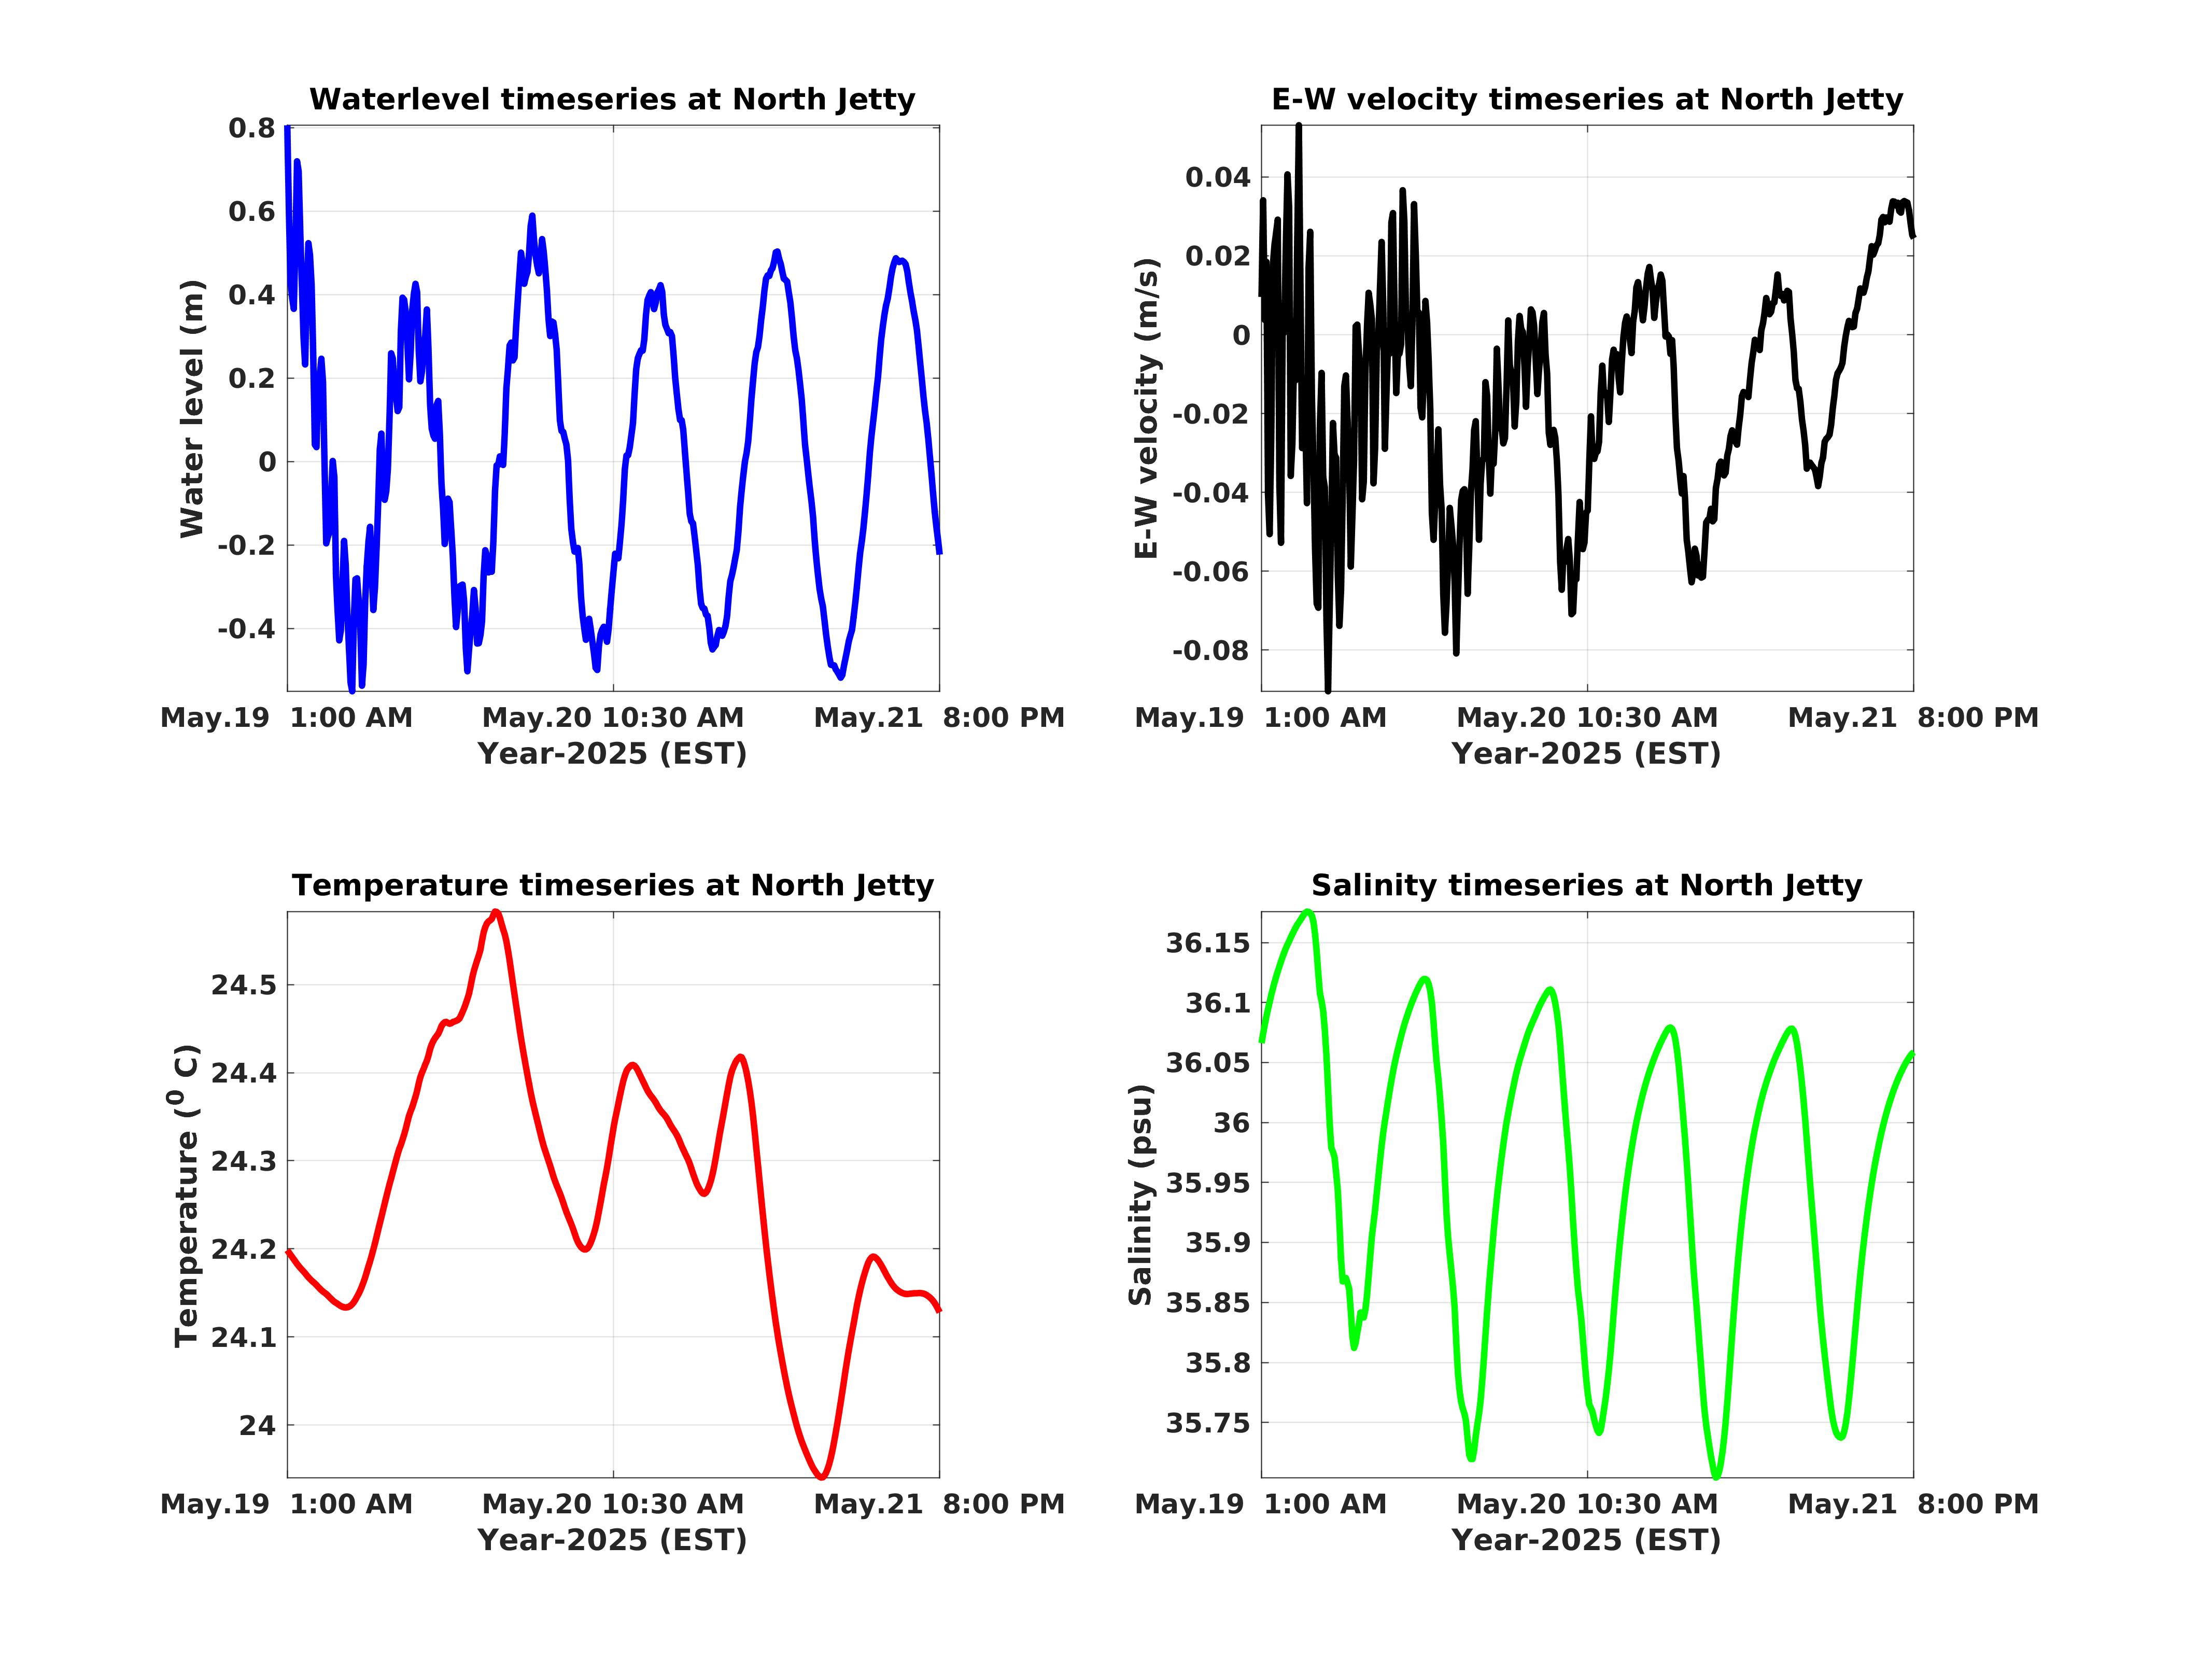 Waterlevel timeseries at North Jetty
0.8
0.6
0.4
0.2
0
-0.2
-0.4
Water level (m)
May.19 1:00 AM
May.20 10:30 AM
May.21 8:00 PM
Year-2025 (EST)
E-W velocity timeseries at North Jetty
0.04
0.02
0
-0.02
-0.04
-0.06
-0.08
E-W velocity (m/s)
May.19 1:00 AM
May.20 10:30 AM
May.21 8:00 PM
Year-2025 (EST)
Temperature timeseries at North Jetty
24.5
24.4
24.3
24.2
24.1
24
Temperature (⁰ C)
May.19 1:00 AM
May.20 10:30 AM
May.21 8:00 PM
Year-2025 (EST)
Salinity timeseries at North Jetty
36.15
36.1
36.05
36
35.95
35.9
35.85
35.8
35.75
Salinity (psu)
May.19 1:00 AM
May.20 10:30 AM
May.21 8:00 PM
Year-2025 (EST)